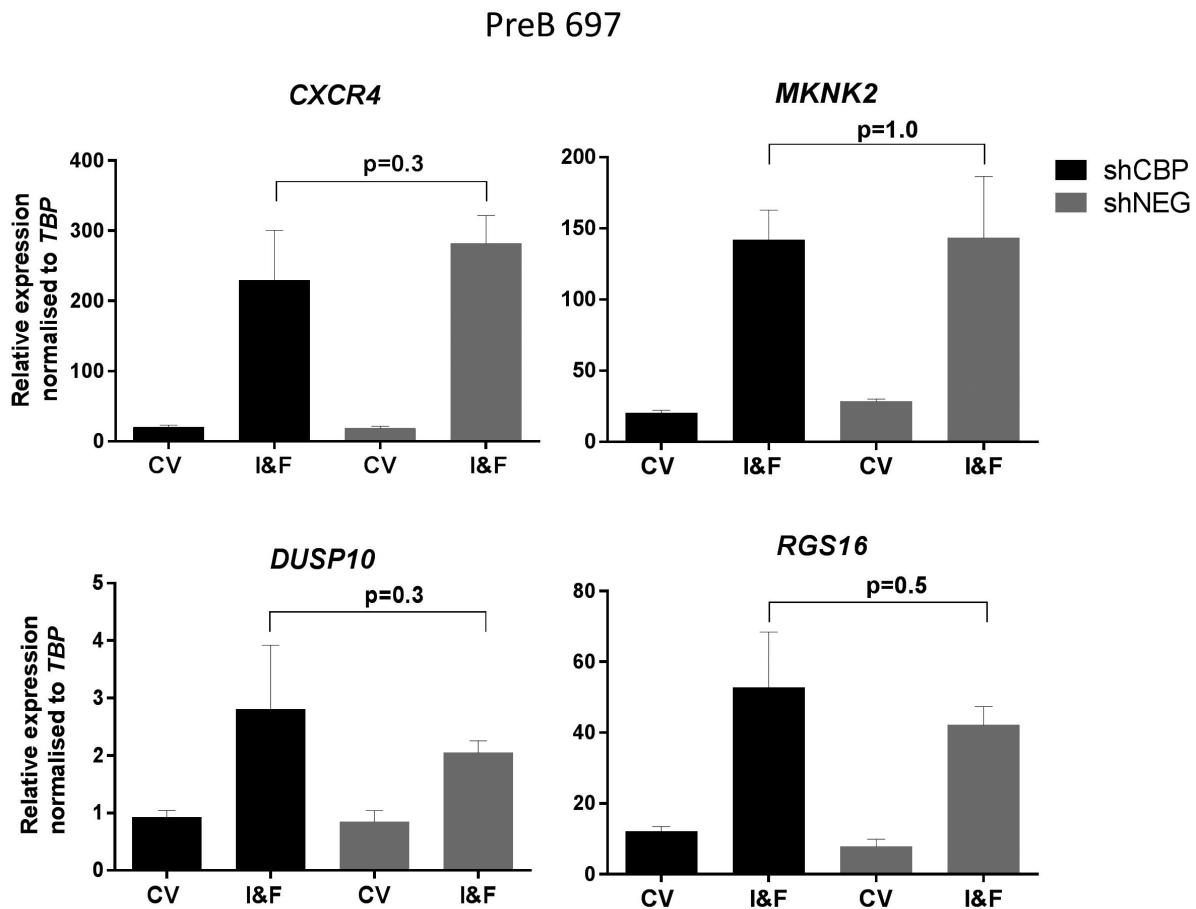 PreB 697
CXCR4
p=0.3
Relative expression
normalised to TBP
400
300
200
100
0
CV
I&F
CV
I&F
MKNK2
p=1.0
200
150
100
50
0
CV
I&F
CV
I&F
shCBP
shNEG
DUSP10
p=0.3
Relative expression
normalised to TBP
5
4
3
2
1
0
CV
I&F
CV
I&F
RGS16
p=0.5
80
60
40
20
0
CV
I&F
CV
I&F